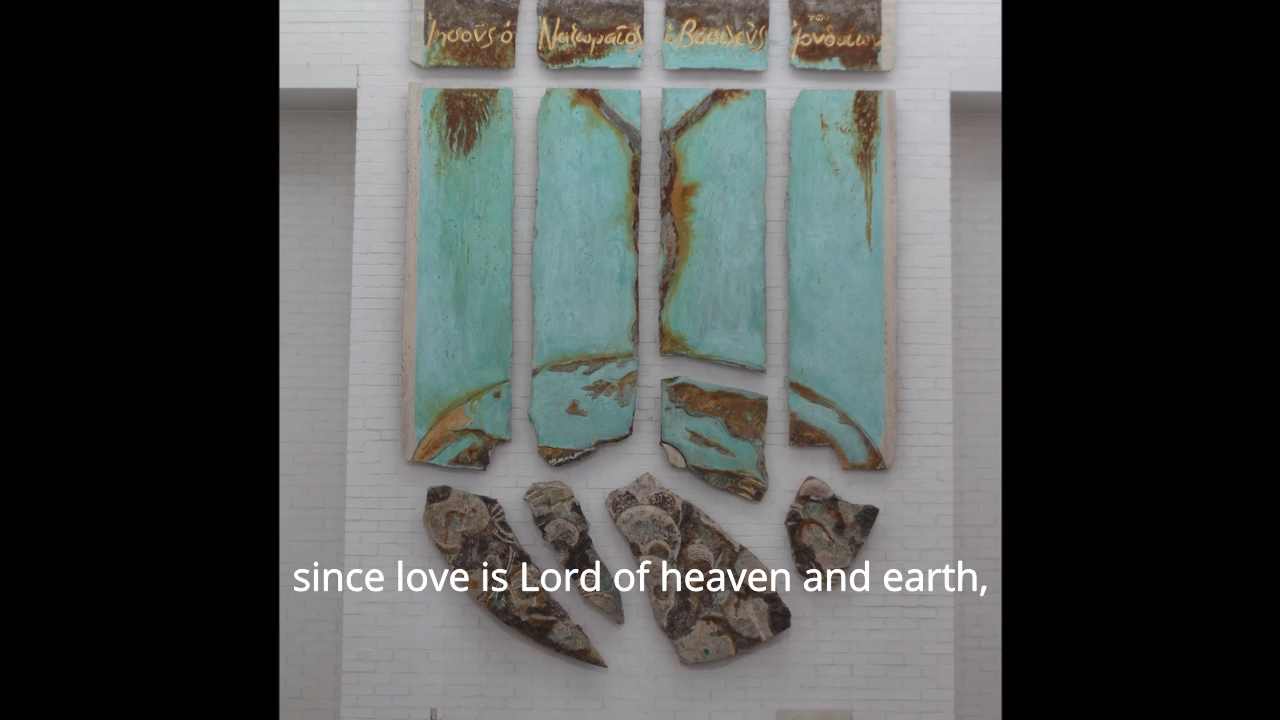 Ἰησοῦς ὁ Ναζωραῖος ὁ Βασιλεὺς τῶν Ἰουδαίων
since love is Lord of heaven and earth,